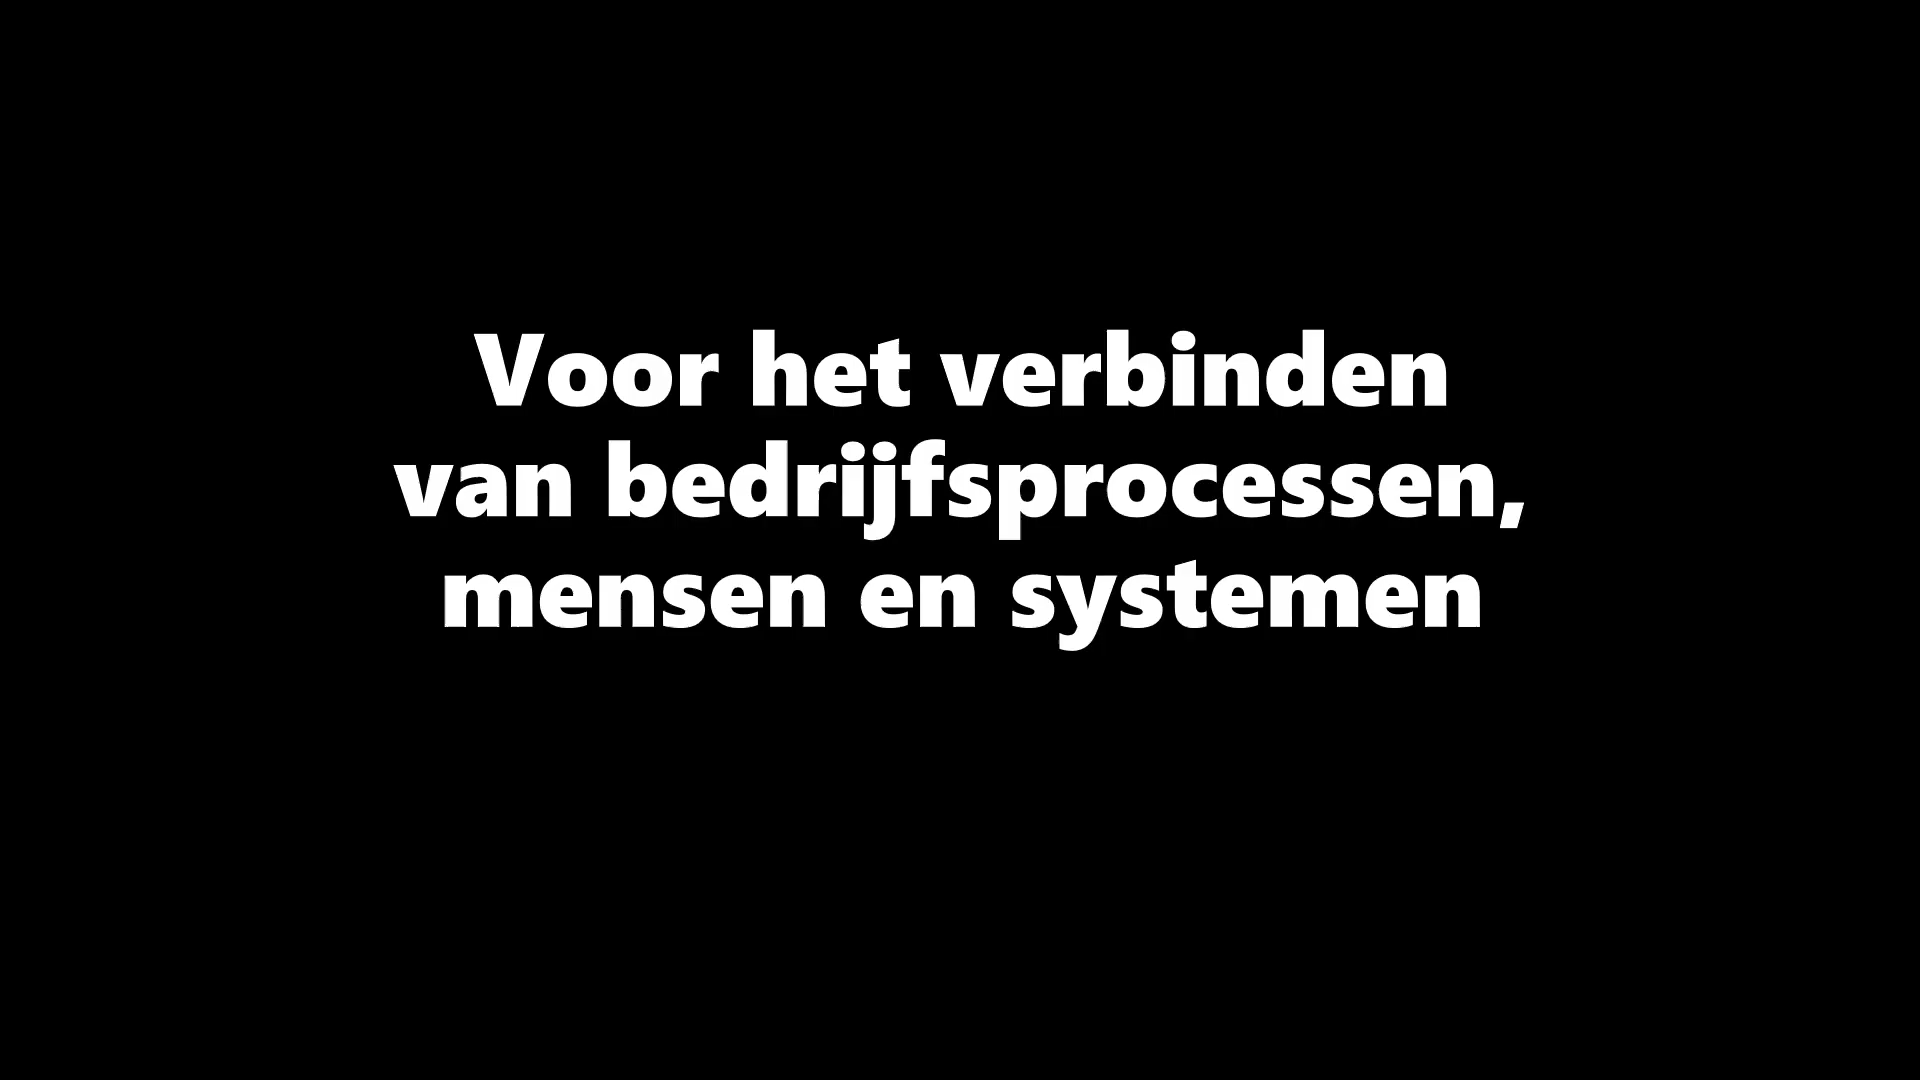 Voor het verbinden
van bedrijfsprocessen,
mensen en systemen